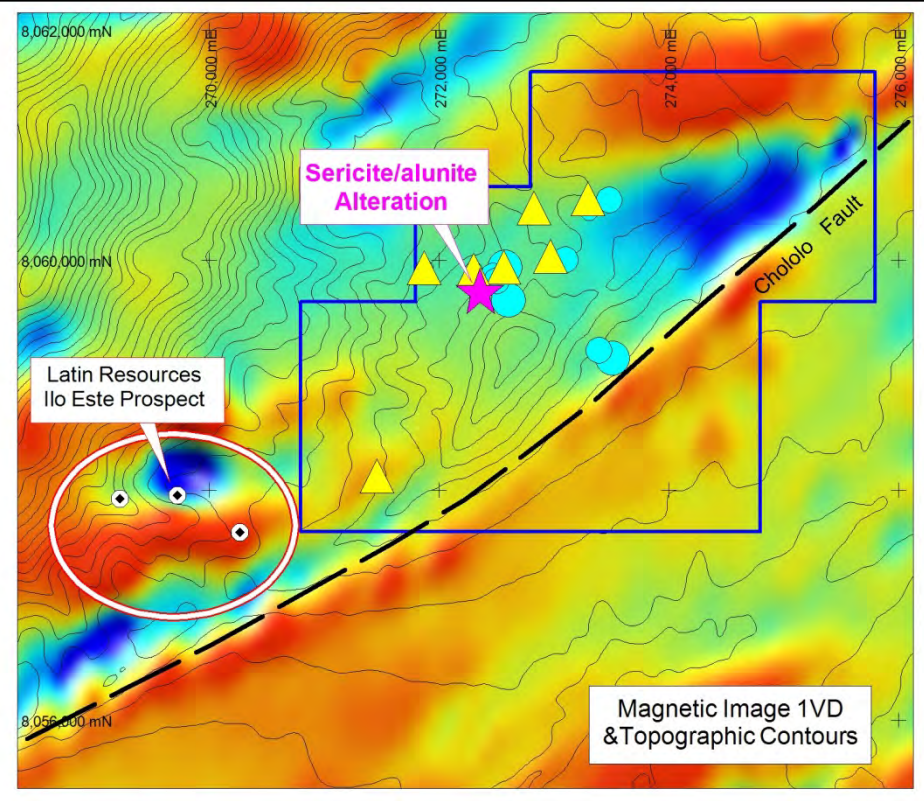 8,062,000 mN
270,000 mE
272,000 mE
274,000 mE
276,000 mE
Sericite/alunite
Alteration
Chololo Fault
8,060,000 mN
Latin Resources
Ilo Este Prospect
8,056,000 mN
Magnetic Image 1VD
&Topographic Contours